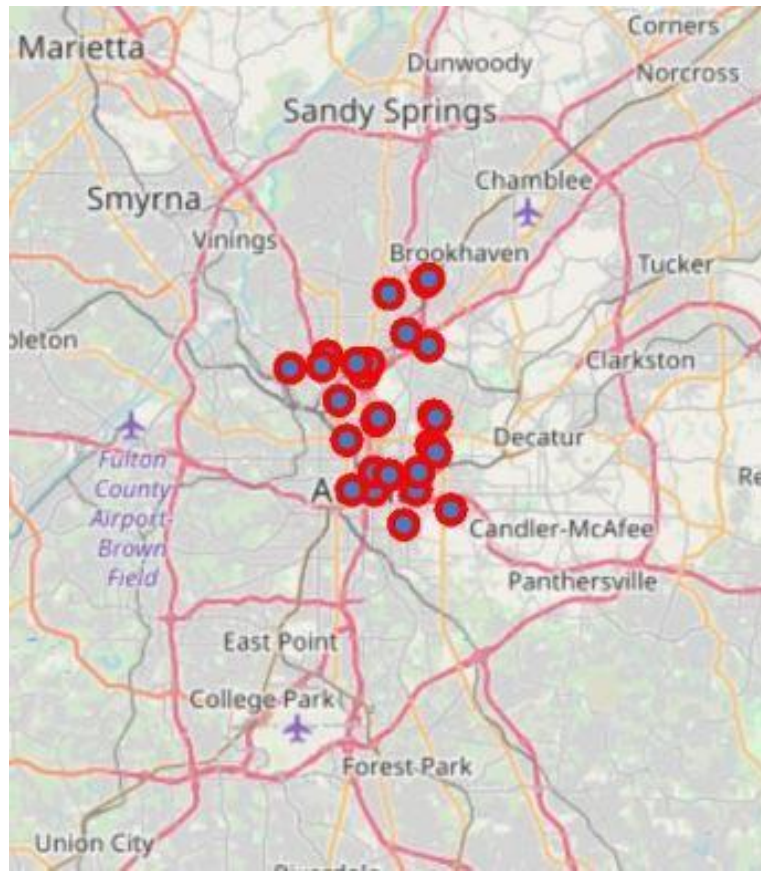 Corners
Marietta
Dunwoody
Norcross
Sandy Springs
Chamblee
Smyrna
Vinings
Brookhaven
Tucker
pleton
Clarkston
Decatur
Fulton
County
Airport-
Brown
Field
Re
A
Candler-McAfee
Panthersville
East Point
College Park
Forest Park
Union City